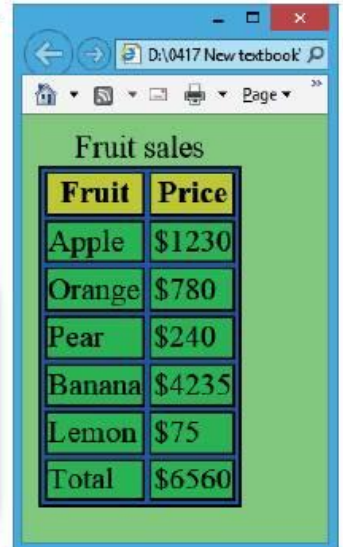 D:\0417 New textbook'
Page
Fruit sales
Fruit Price
Apple $1230
Orange $780
Pear $240
Banana $4235
Lemon $75
Total $6560